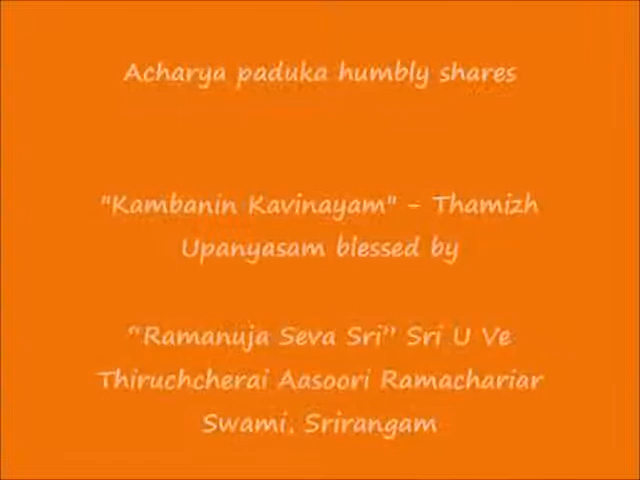 Acharya paduka humbly shares
"Kambanin Kavinayam" - Thamizh
Upanyasam blessed by
“Ramanuja Seva Sri” Sri U Ve
Thiruchcherai Aasoori Ramachariar
Swami, Srirangam